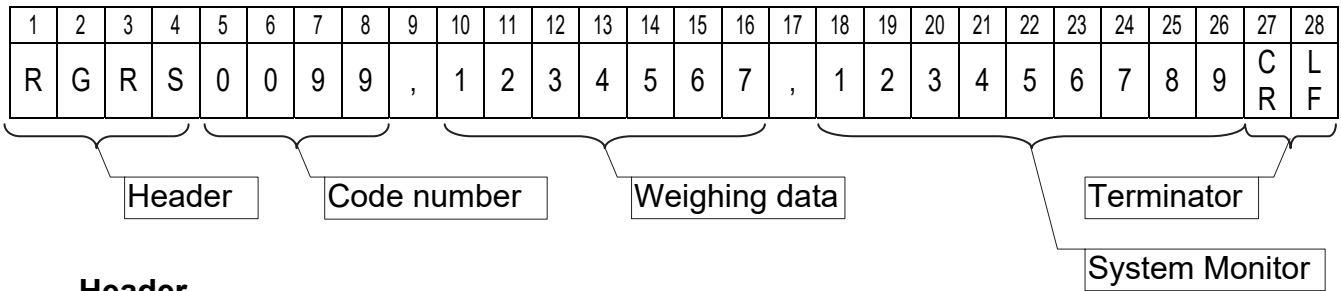 1 2 3 4 5 6 7 8 9 10 11 12 13 14 15 16 17 18 19 20 21 22 23 24 25 26 27 28
R G R S 0 0 9 9 , 1 2 3 4 5 6 7 , 1 2 3 4 5 6 7 8 9 CR LF
Header Code number Weighing data Terminator
System Monitor
Header